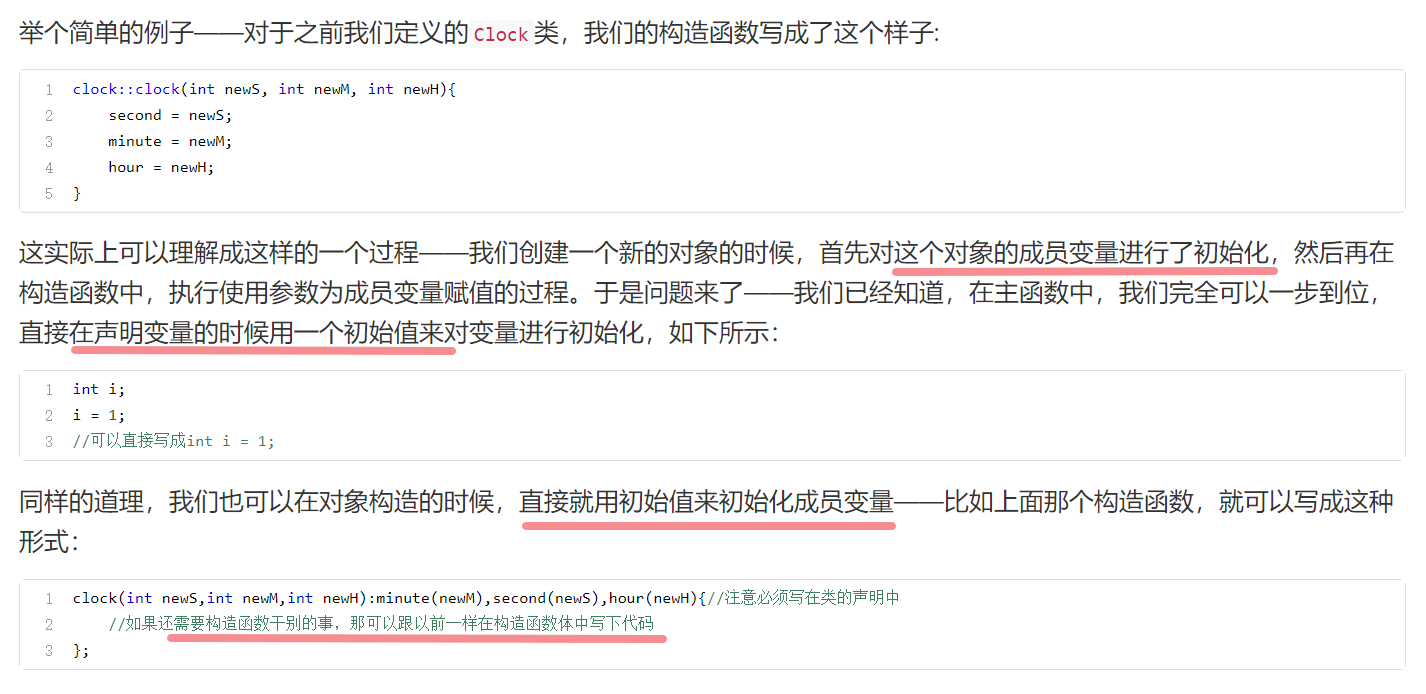 举个简单的例子——对于之前我们定义的 Clock 类，我们的构造函数写成了这个样子:
1 clock::clock(int newS, int newM, int newH){
2     second = newS;
3     minute = newM;
4     hour = newH;
5 }
这实际上可以理解成这样的一个过程——我们创建一个新的对象的时候，首先对这个对象的成员变量进行了初始化，然后再在
构造函数中，执行使用参数为成员变量赋值的过程。于是问题来了——我们已经知道，在主函数中，我们完全可以一步到位，
直接在声明变量的时候用一个初始值来对变量进行初始化，如下所示：
1 int i;
2 i = 1;
3 //可以直接写成int i = 1;
同样的道理，我们也可以在对象构造的时候，直接就用初始值来初始化成员变量——比如上面那个构造函数，就可以写成这种
形式：
1 clock(int newS,int newM,int newH):minute(newM),second(newS),hour(newH){//注意必须写在类的声明中
2     //如果还需要构造函数干别的事，那可以跟以前一样在构造函数体中写下代码
3 };